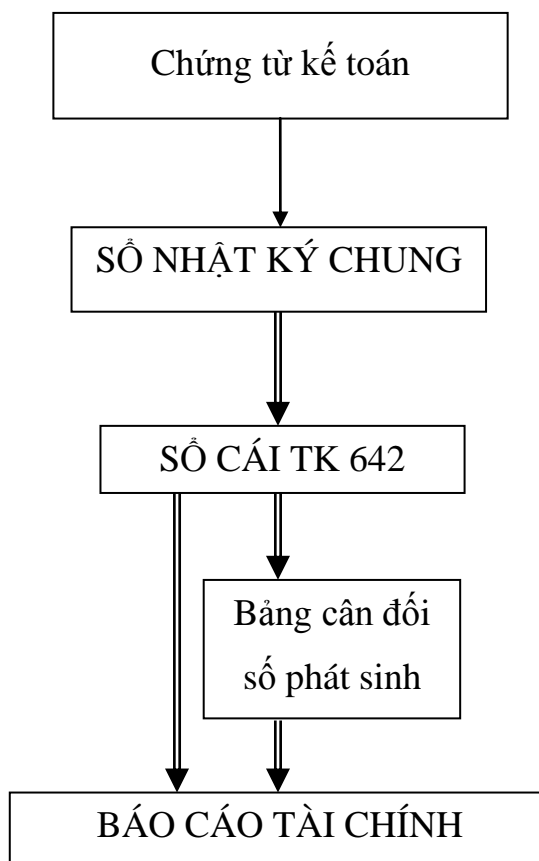 Chứng từ kế toán
SỔ NHẬT KÝ CHUNG
SỔ CÁI TK 642
Bảng cân đối
số phát sinh
BÁO CÁO TÀI CHÍNH